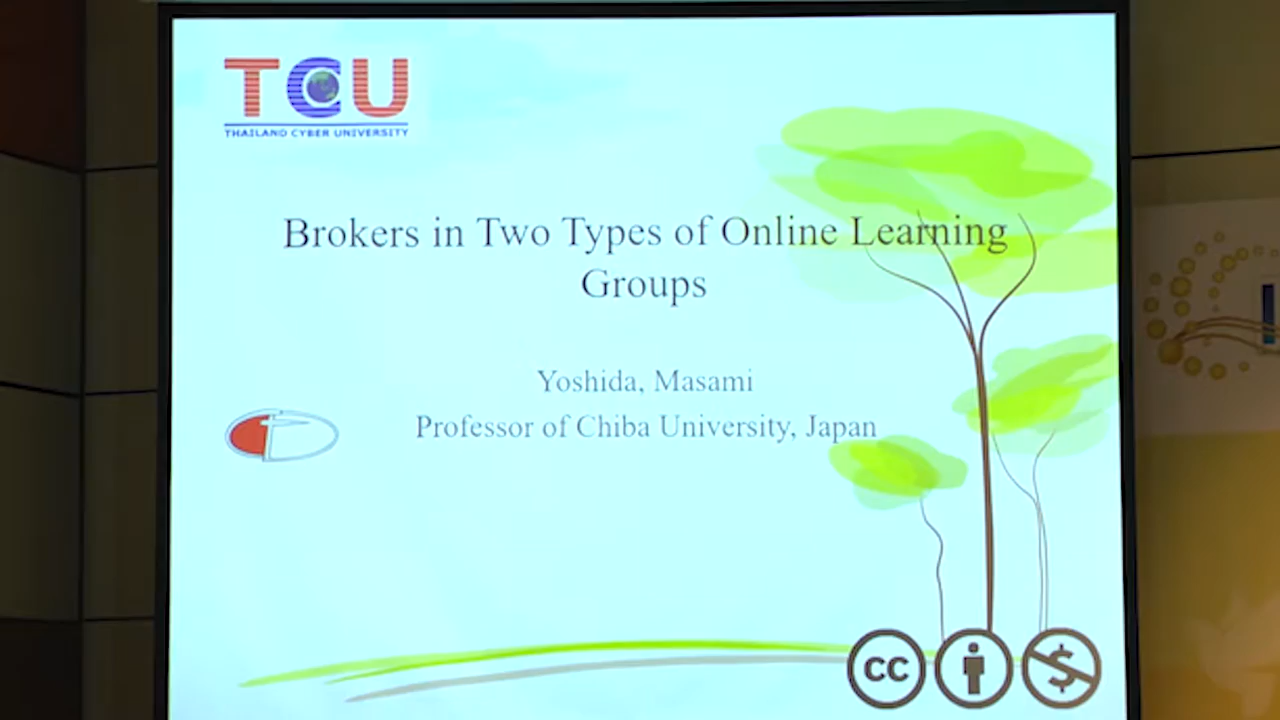 TCU
THAILAND CYBER UNIVERSITY
Brokers in Two Types of Online Learning
Groups
Yoshida, Masami
Professor of Chiba University, Japan
CC
$